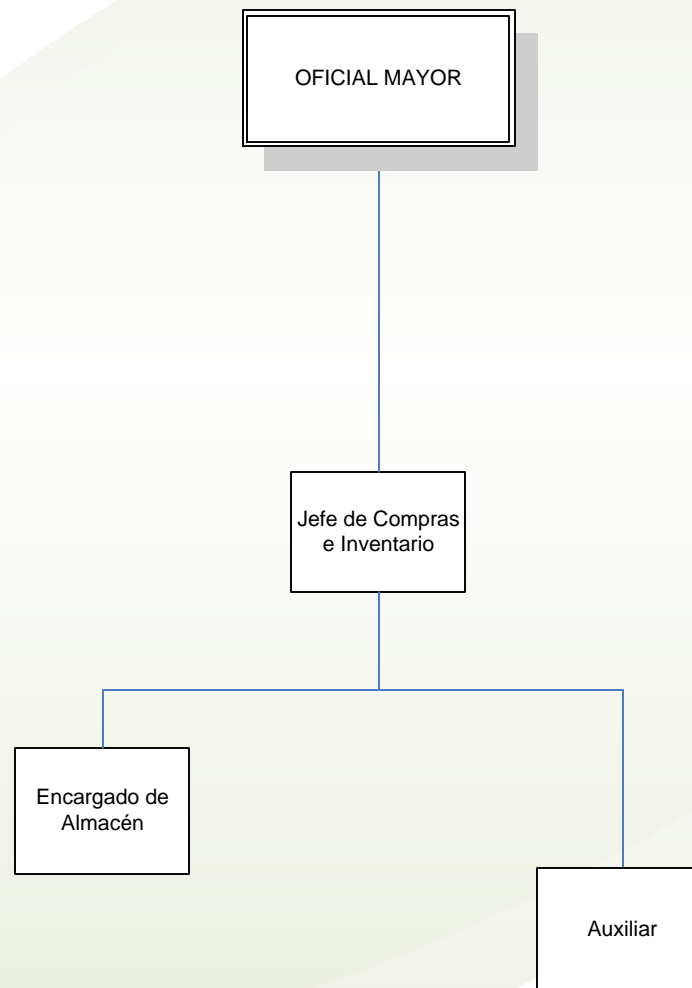 OFICIAL MAYOR
Jefe de Compras
e Inventario
Encargado de
Almacén
Auxiliar